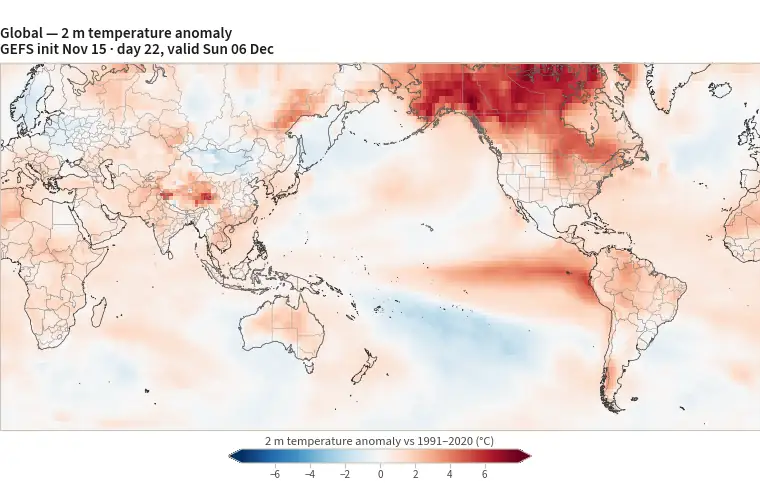 Global — 2 m temperature anomaly
GEFS init Nov 15 · day 22, valid Sun 06 Dec
2 m temperature anomaly vs 1991–2020 (°C)
−6 −4 −2 0 2 4 6